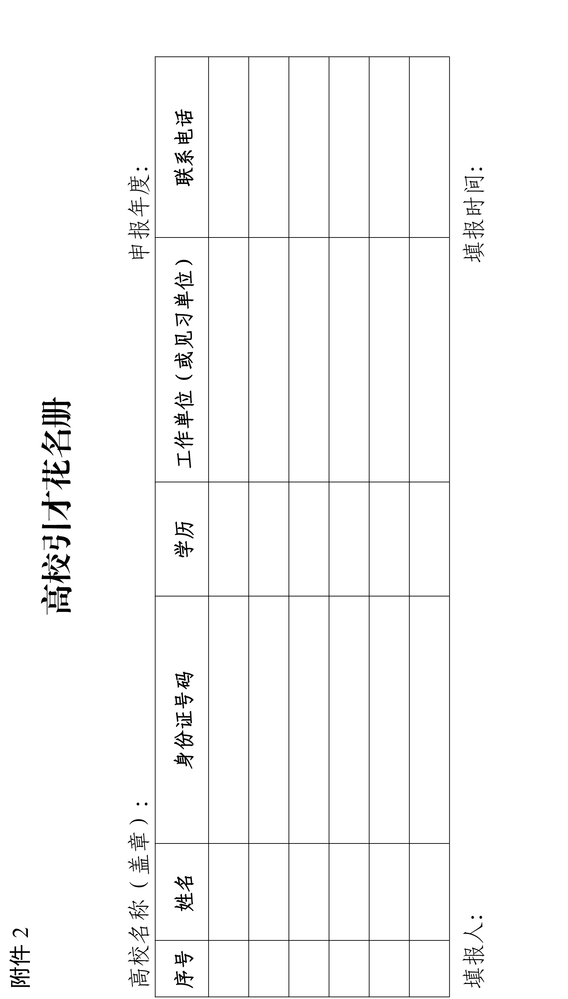 附件 2
高校引才花名册
高校名称（盖章）： 申报年度：
序号 姓名 身份证号码 学历 工作单位（或见习单位） 联系电话
填报人： 填报时间：